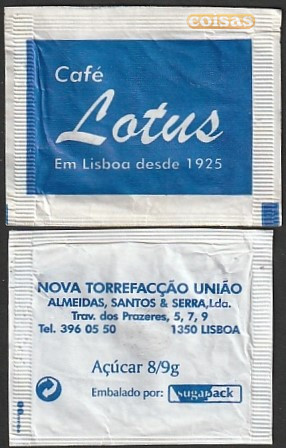 coisas
Café
Lotus
Em Lisboa desde 1925
NOVA TORREFACÇÃO UNIÃO
ALMEIDAS, SANTOS & SERRA, Lda.
Trav. dos Prazeres, 5, 7, 9
Tel. 396 05 50 1350 LISBOA
Açúcar 8/9g
Embalado por: sugarpack